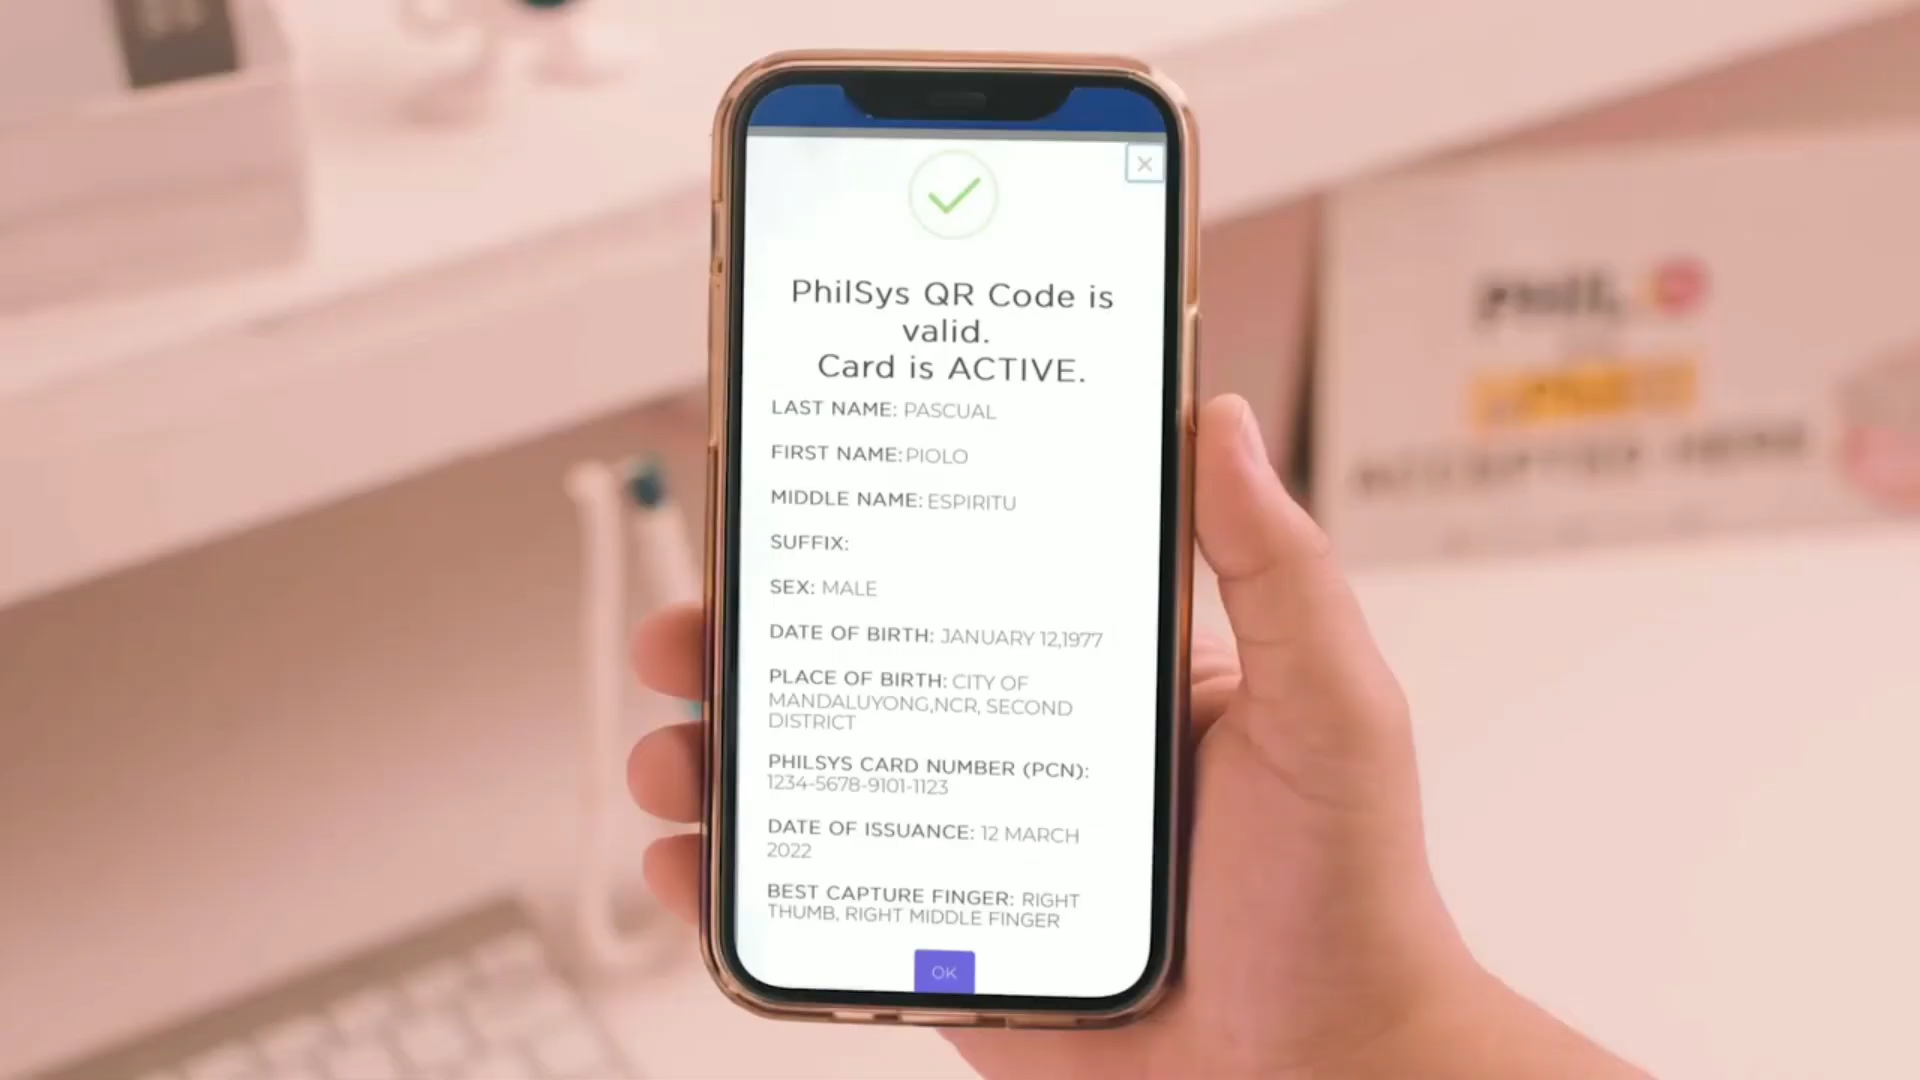 PhilSys QR Code is
valid.
Card is ACTIVE.
LAST NAME: PASCUAL
FIRST NAME: PIOLO
MIDDLE NAME: ESPIRITU
SUFFIX:
SEX: MALE
DATE OF BIRTH: JANUARY 12,1977
PLACE OF BIRTH: CITY OF
MANDALUYONG,NCR, SECOND
DISTRICT
PHILSYS CARD NUMBER (PCN):
1234-5678-9101-1123
DATE OF ISSUANCE: 12 MARCH
2022
BEST CAPTURE FINGER: RIGHT
THUMB, RIGHT MIDDLE FINGER
OK
ACCEPTED HERE